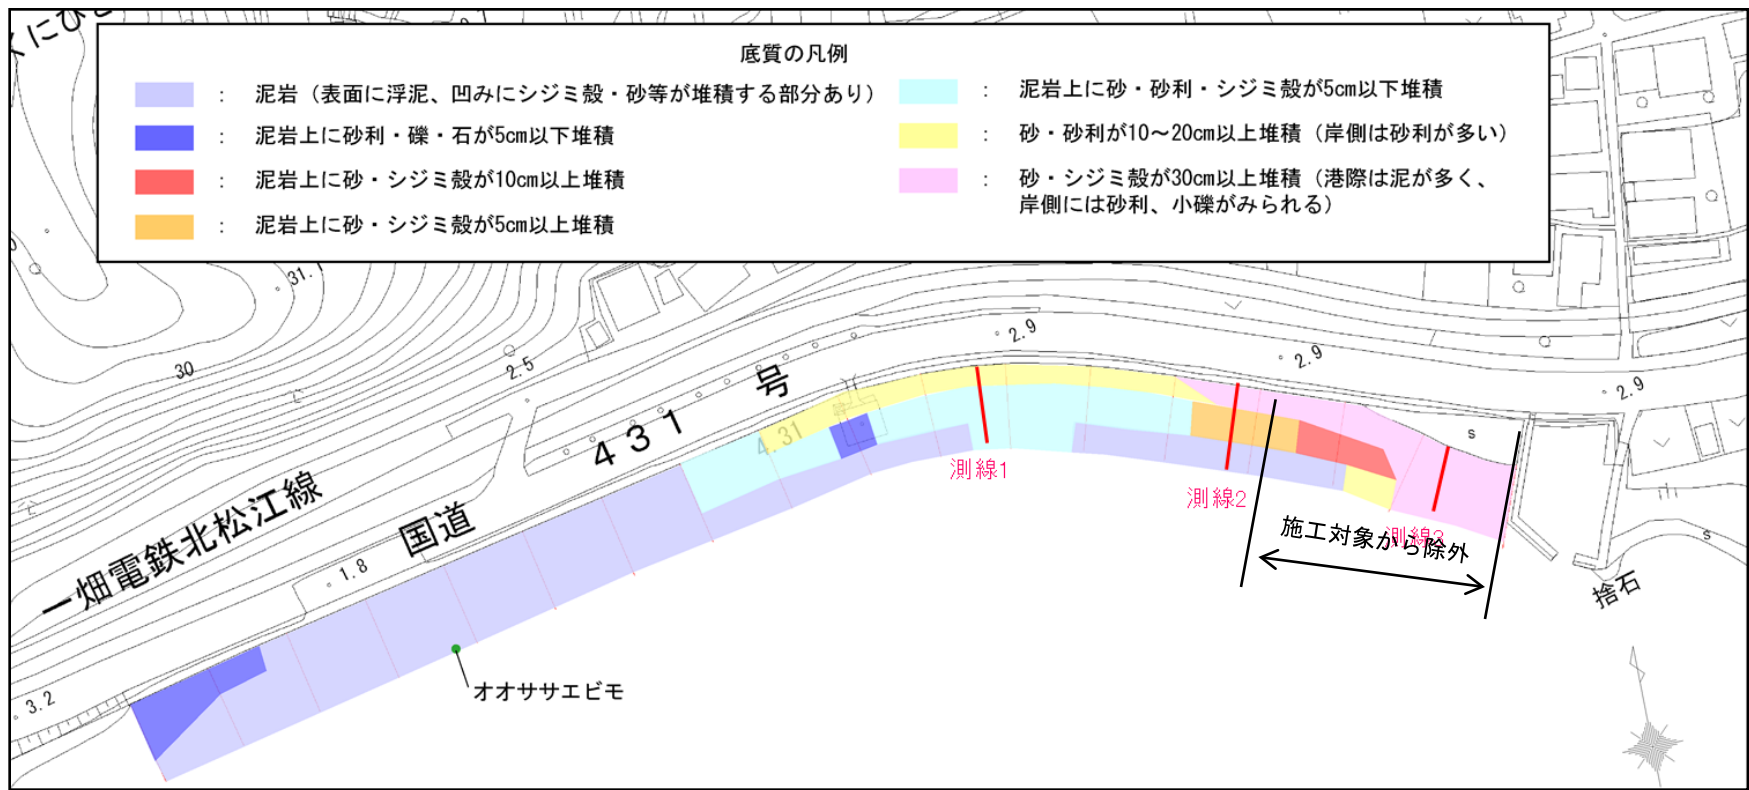 くにびき
底質の凡例
： 泥岩（表面に浮泥、凹みにシジミ殻・砂等が堆積する部分あり）
： 泥岩上に砂利・礫・石が5cm以下堆積
： 泥岩上に砂・シジミ殻が10cm以上堆積
： 泥岩上に砂・シジミ殻が5cm以上堆積
： 泥岩上に砂・砂利・シジミ殻が5cm以下堆積
： 砂・砂利が10～20cm以上堆積（岸側は砂利が多い）
： 砂・シジミ殻が30cm以上堆積（港際は泥が多く、
岸側には砂利、小礫がみられる）
31.1
30
2.5
2.9
2.9
2.9
国道 431 号
431
一畑電鉄北松江線
1.8
3.2
測線1
測線2
測線3
施工対象から除外
s
s
捨石
オオササエビモ